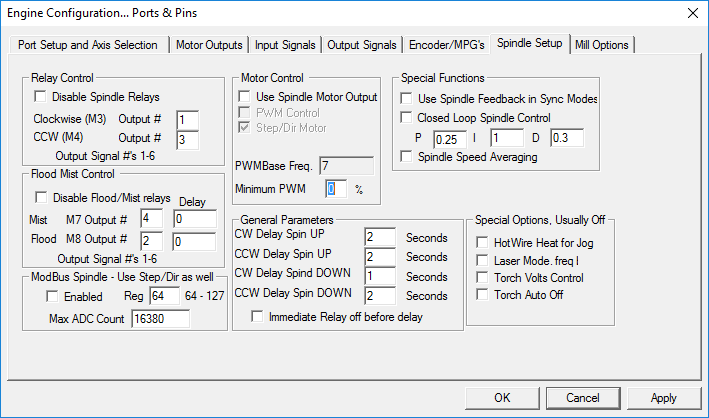 Engine Configuration... Ports & Pins
Port Setup and Axis Selection Motor Outputs Input Signals Output Signals Encoder/MPG's Spindle Setup Mill Options
Relay Control
Disable Spindle Relays
Clockwise (M3) Output # 1
CCW (M4) Output # 3
Output Signal #'s 1-6
Flood Mist Control
Disable Flood/Mist relays Delay
Mist M7 Output # 4 0
Flood M8 Output # 2 0
Output Signal #'s 1-6
ModBus Spindle - Use Step/Dir as well
Enabled Reg 64 64 - 127
Max ADC Count 16380
Motor Control
Use Spindle Motor Output
PWM Control
Step/Dir Motor
PWMBase Freq. 7
Minimum PWM 0 %
General Parameters
CW Delay Spin UP 2 Seconds
CCW Delay Spin UP 2 Seconds
CW Delay Spind DOWN 1 Seconds
CCW Delay Spin DOWN 2 Seconds
Immediate Relay off before delay
Special Functions
Use Spindle Feedback in Sync Modes
Closed Loop Spindle Control
P 0.25 I 1 D 0.3
Spindle Speed Averaging
Special Options, Usually Off
HotWire Heat for Jog
Laser Mode. freq I
Torch Volts Control
Torch Auto Off
OK Cancel Apply